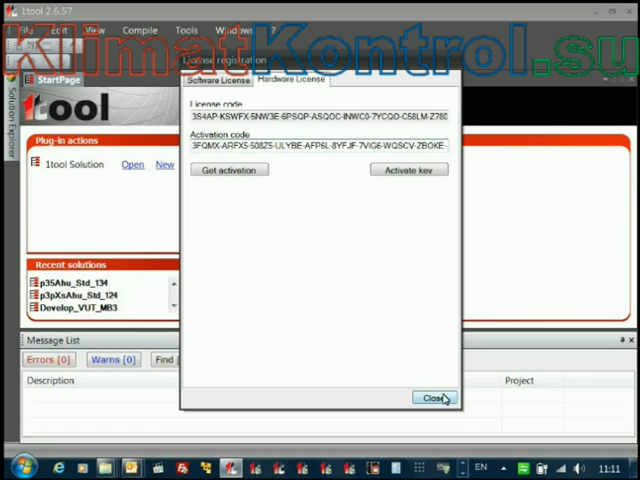 1tool 2.6.57
KlimatKontrol.su
File Edit View Compile Tools Windows ?
License registration
StartPage
Software License Hardware License
Solution Explorer
1tool
License code
3S4AP-KSWFX-5NW3E-6PSQP-ASQOC-INWC0-7YCQO-C58LM-Z780
Activation code
3FQMX-ARFX5-508Z5-ULYBE-AFP6L-8YFJF-7VIG6-WQSCV-ZBOKE-
Get activation Activate key
Plug-in actions
1tool Solution Open New
Recent solutions
p35Ahu_Std_134
p3pXsAhu_Std_124
Develop_VUT_MB3
Close
Message List
Errors [0] Warns [0] Find [
Description Project
EN 11:11